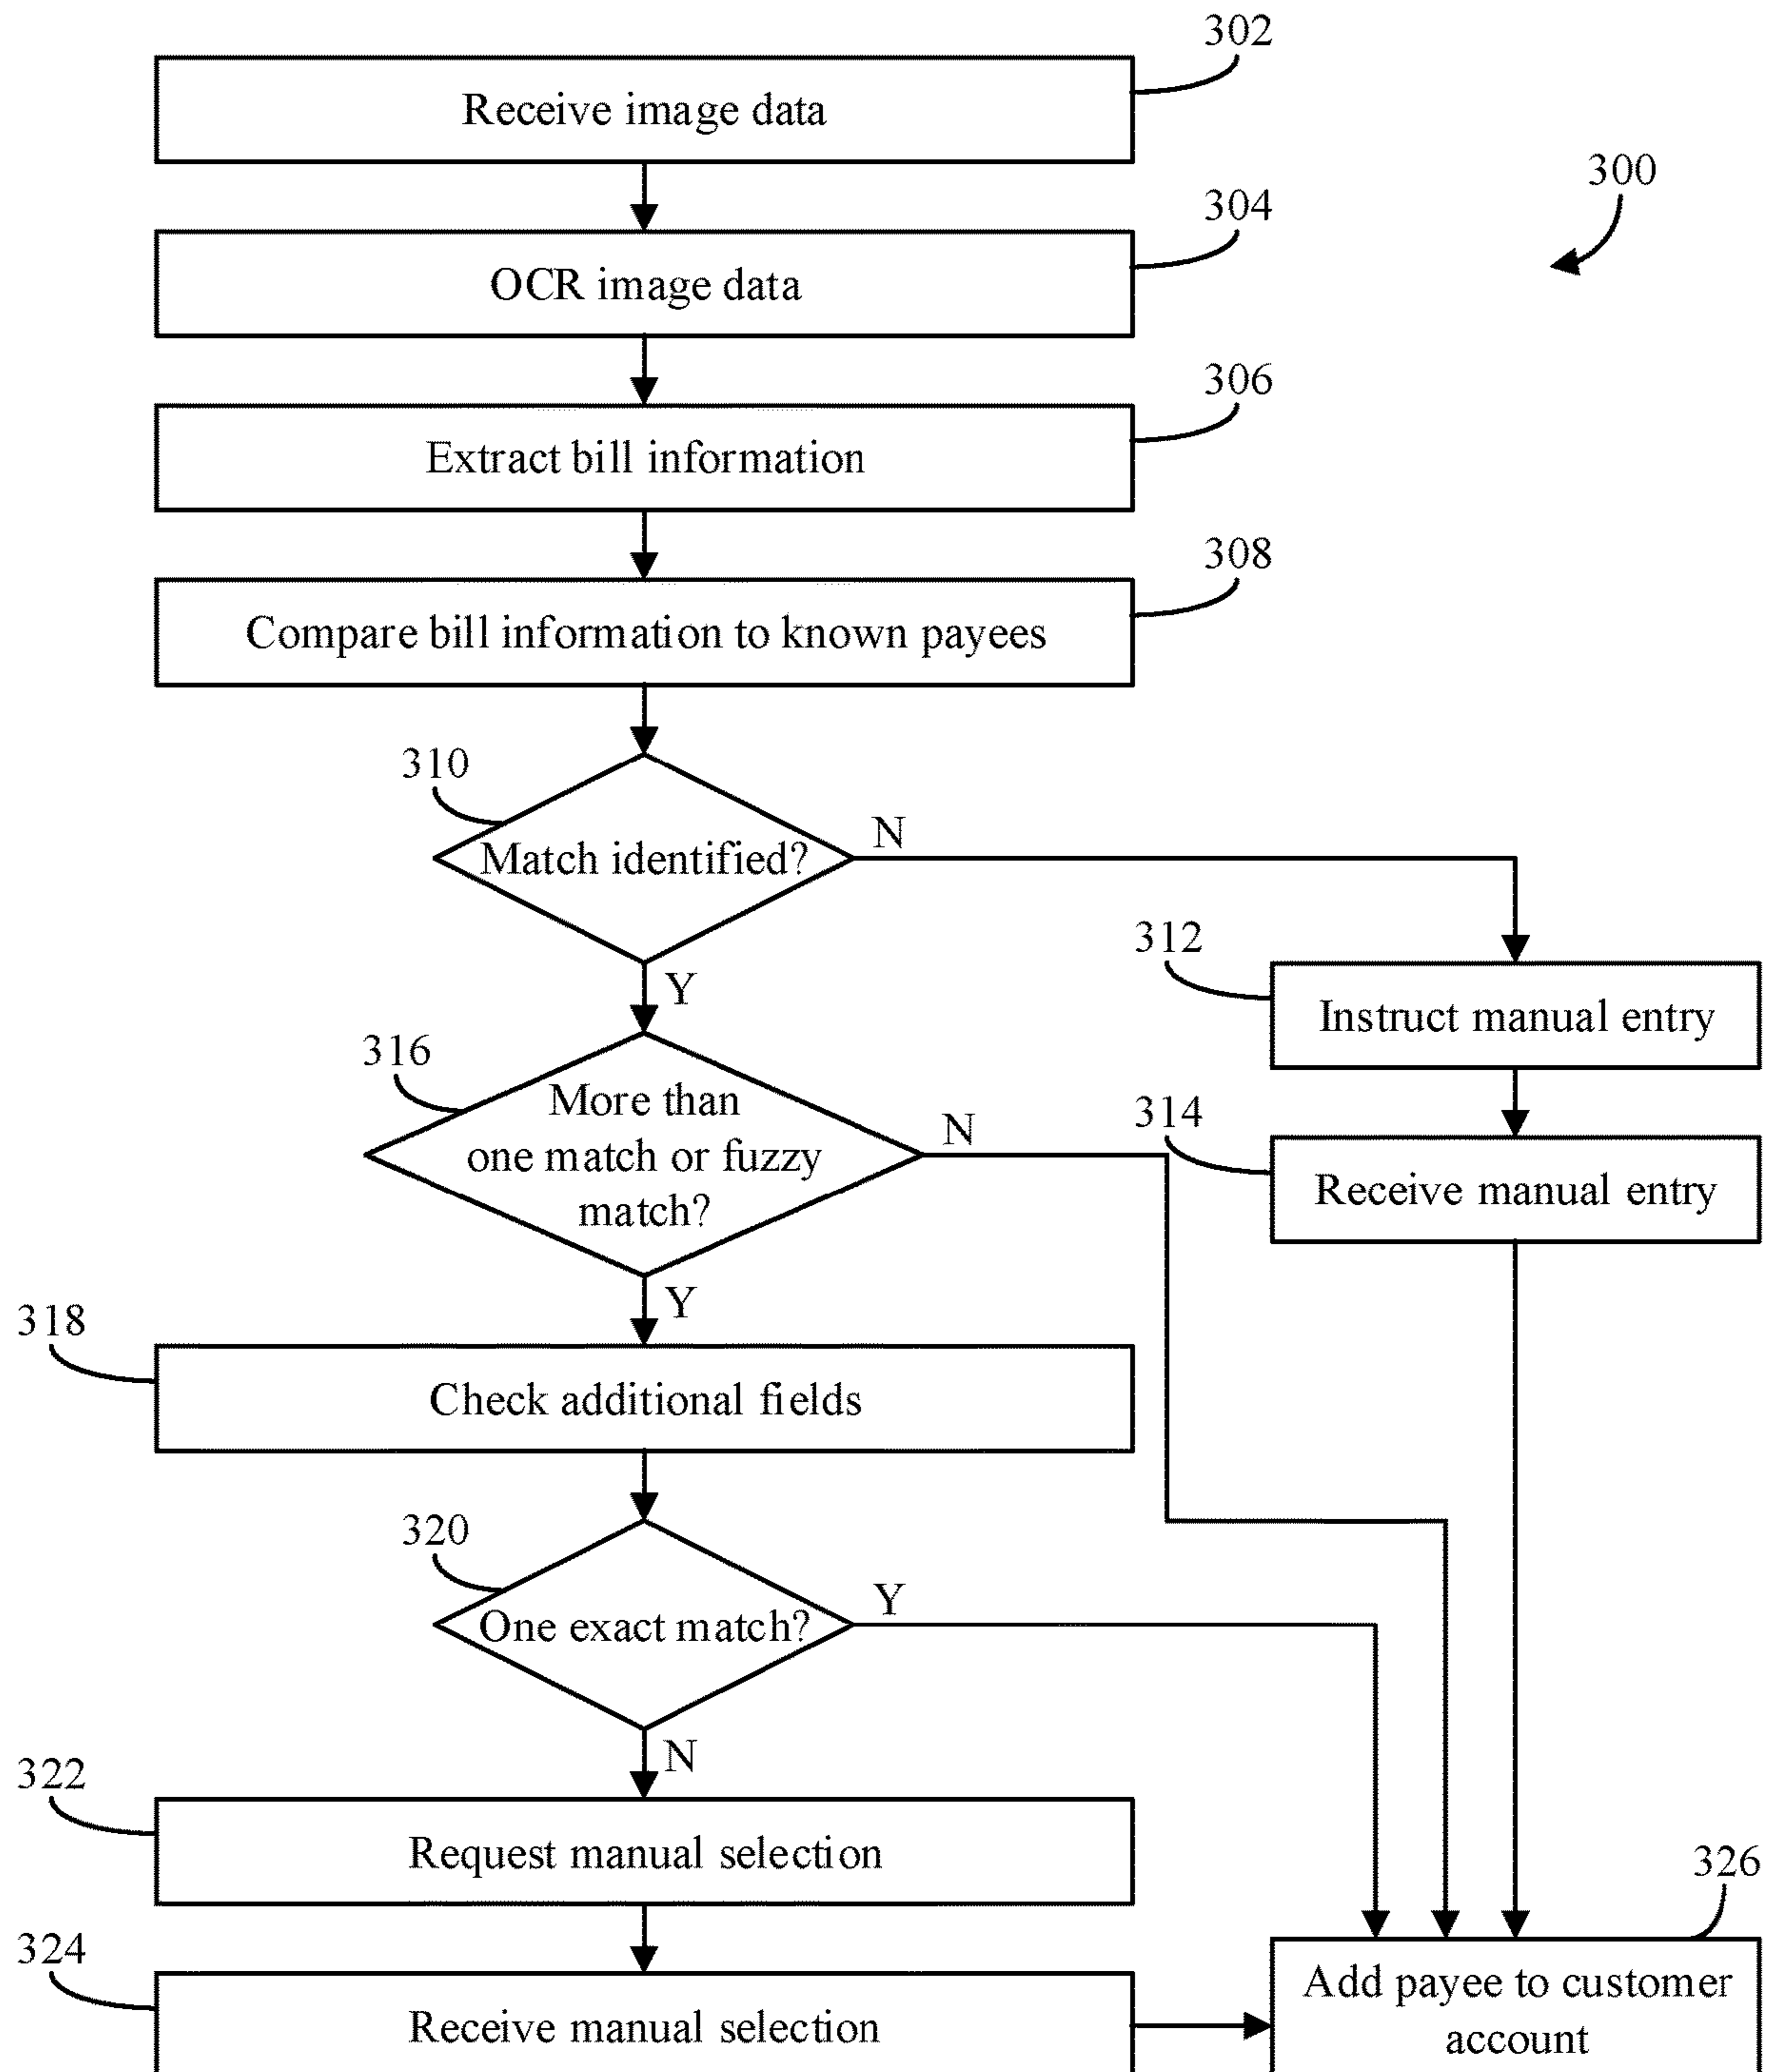 302
Receive image data
300
304
OCR image data
306
Extract bill information
308
Compare bill information to known payees
310
Match identified?
N
Y
312
Instruct manual entry
316
More than
one match or fuzzy
match?
N
Y
314
Receive manual entry
318
Check additional fields
320
One exact match?
Y
N
322
Request manual selection
324
Receive manual selection
326
Add payee to customer
account